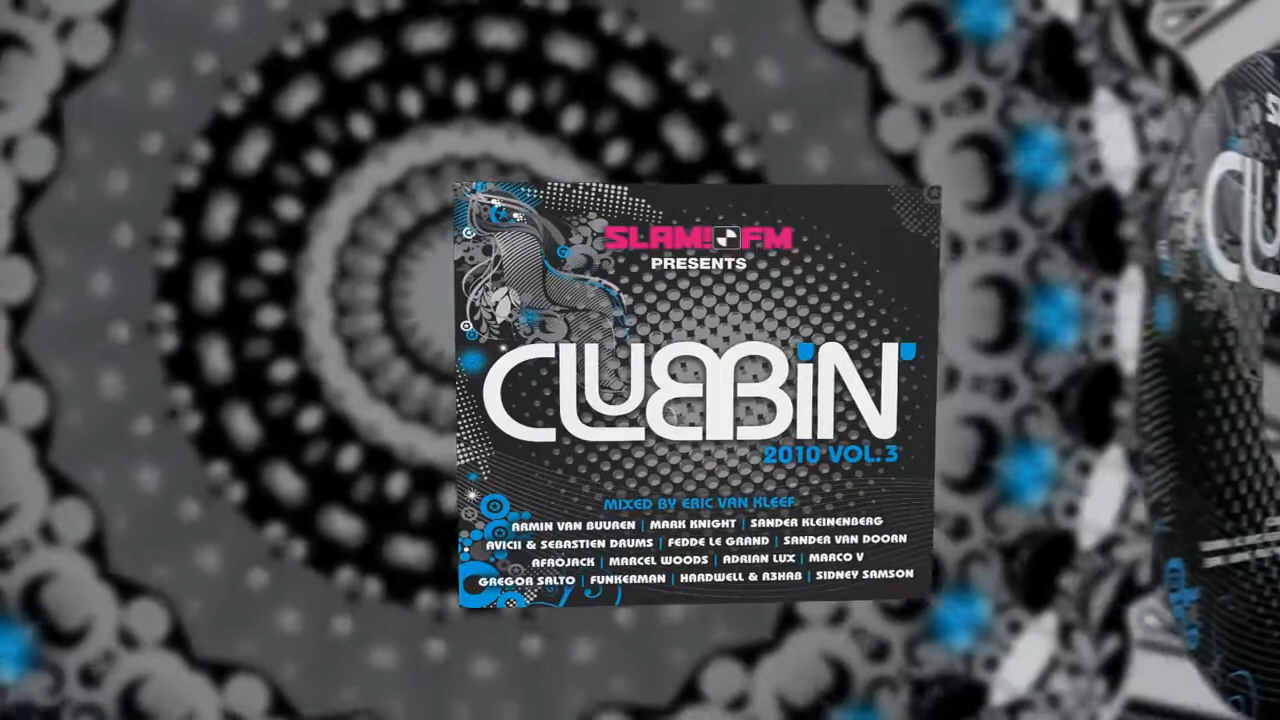 SLAM! FM
PRESENTS
CLUBBIN'
2010 VOL. 3
MIXED BY ERIC VAN KLEEF
ARMIN VAN BUUREN | MARK KNIGHT | SANDER KLEINENBERG
AVICII & SEBASTIEN DRUMS | FEDDE LE GRAND | SANDER VAN DOORN
AFROJACK | MARCEL WOODS | ADRIAN LUX | MARCO V
GREGOR SALTO | FUNKERMAN | HARDWELL & R3HAB | SIDNEY SAMSON